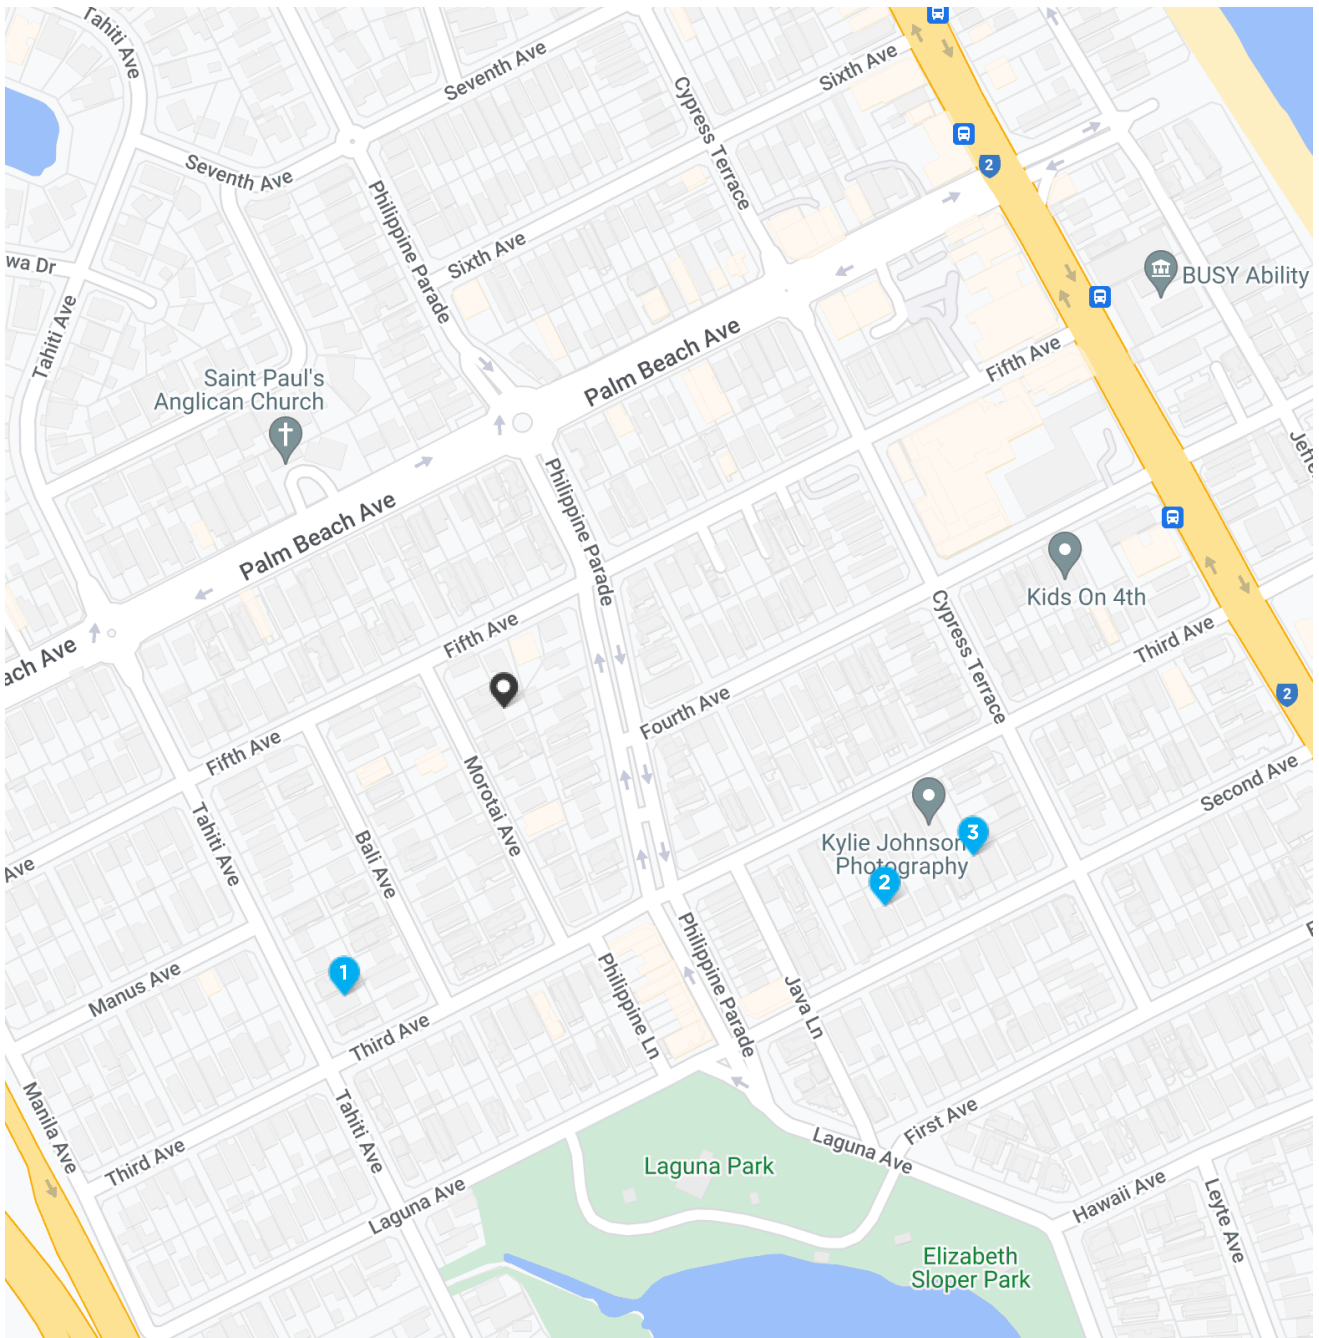 Tahiti Ave
Seventh Ave
Sixth Ave
Cypress Terrace
2
Seventh Ave
Philippine Parade
Sixth Ave
wa Dr
BUSY Ability
Tahiti Ave
Palm Beach Ave
Fifth Ave
Saint Paul's
Anglican Church
Philippine Parade
Palm Beach Ave
Kids On 4th
Cypress Terrace
Fifth Ave
Third Ave
ach Ave
Fourth Ave
2
Fifth Ave
Morotai Ave
Second Ave
Tahiti Ave
Bali Ave
Kylie Johnson
Photography
3
2
Ave
Philippine Parade
1
Manus Ave
Philippine Ln
Java Ln
Third Ave
Manila Ave
Tahiti Ave
First Ave
Laguna Ave
Third Ave
Laguna Park
Laguna Ave
Hawaii Ave
Leyte Ave
Elizabeth
Sloper Park